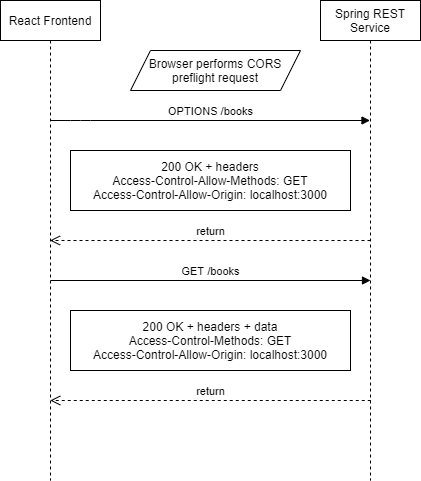 React Frontend
Spring REST
Service
Browser performs CORS
preflight request
OPTIONS /books
200 OK + headers
Access-Control-Allow-Methods: GET
Access-Control-Allow-Origin: localhost:3000
return
GET /books
200 OK + headers + data
Access-Control-Methods: GET
Access-Control-Allow-Origin: localhost:3000
return